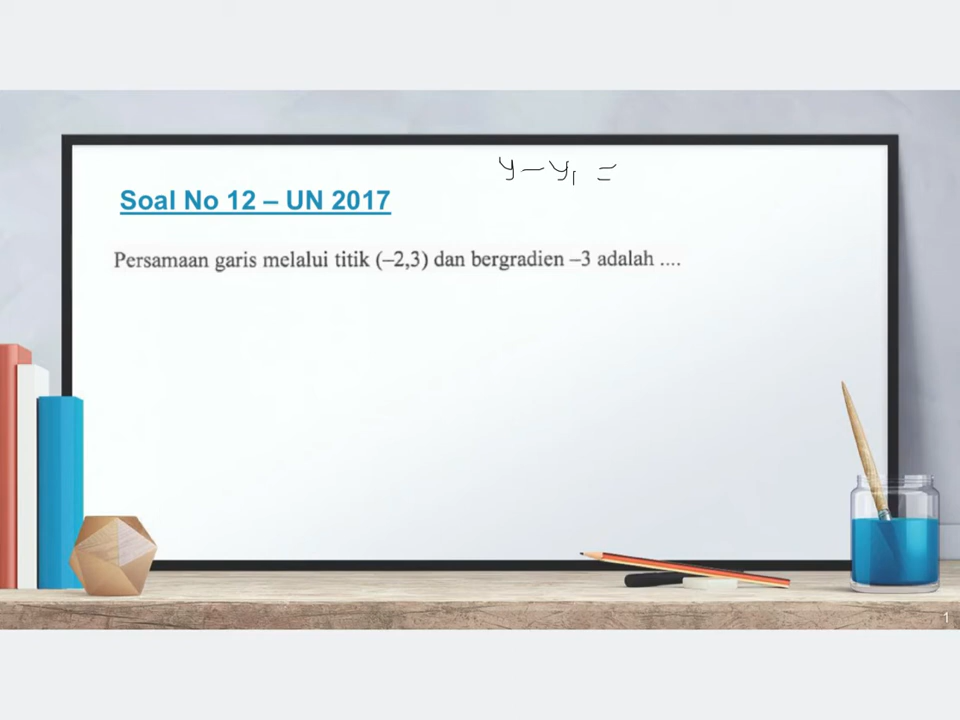 y – y₁ =
Soal No 12 – UN 2017
Persamaan garis melalui titik (–2,3) dan bergradien –3 adalah ....
1